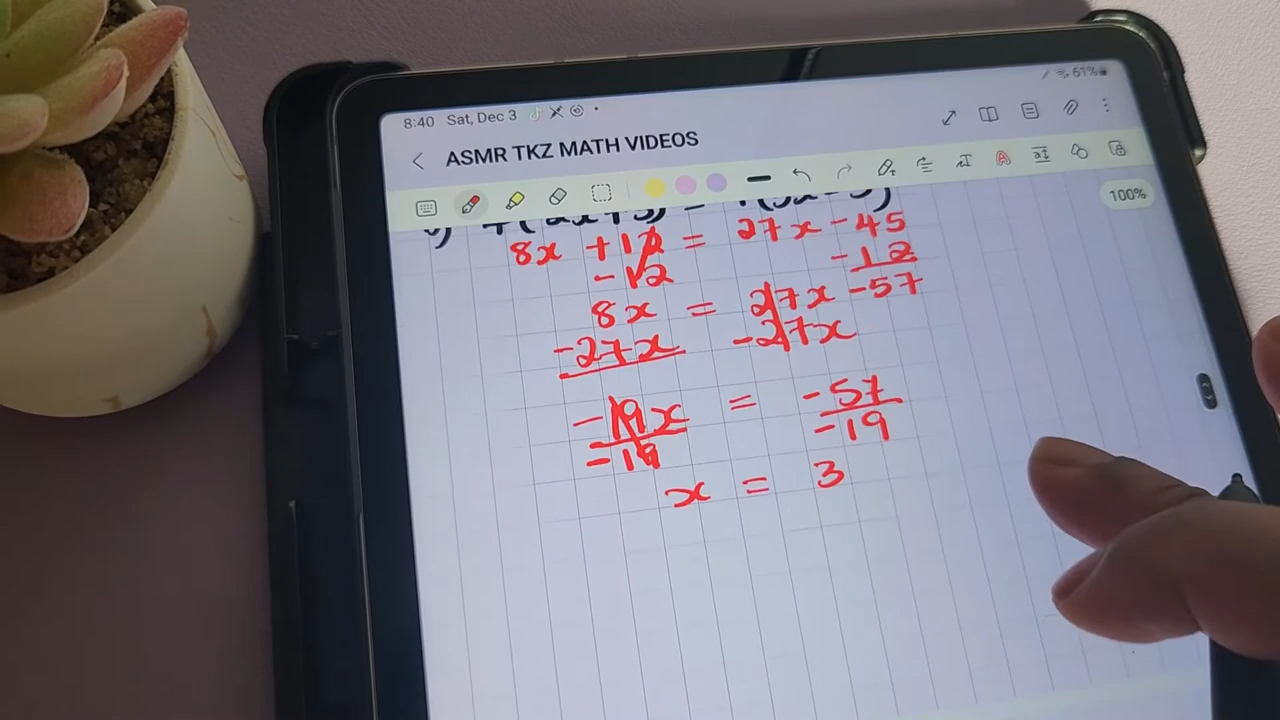 8:40 Sat, Dec 3 61%
ASMR TKZ MATH VIDEOS
100%
8x + 12 = 27x - 45
- 12 - 12
8x = 27x - 57
-27x -27x
-19x = -57
-19 -19
x = 3